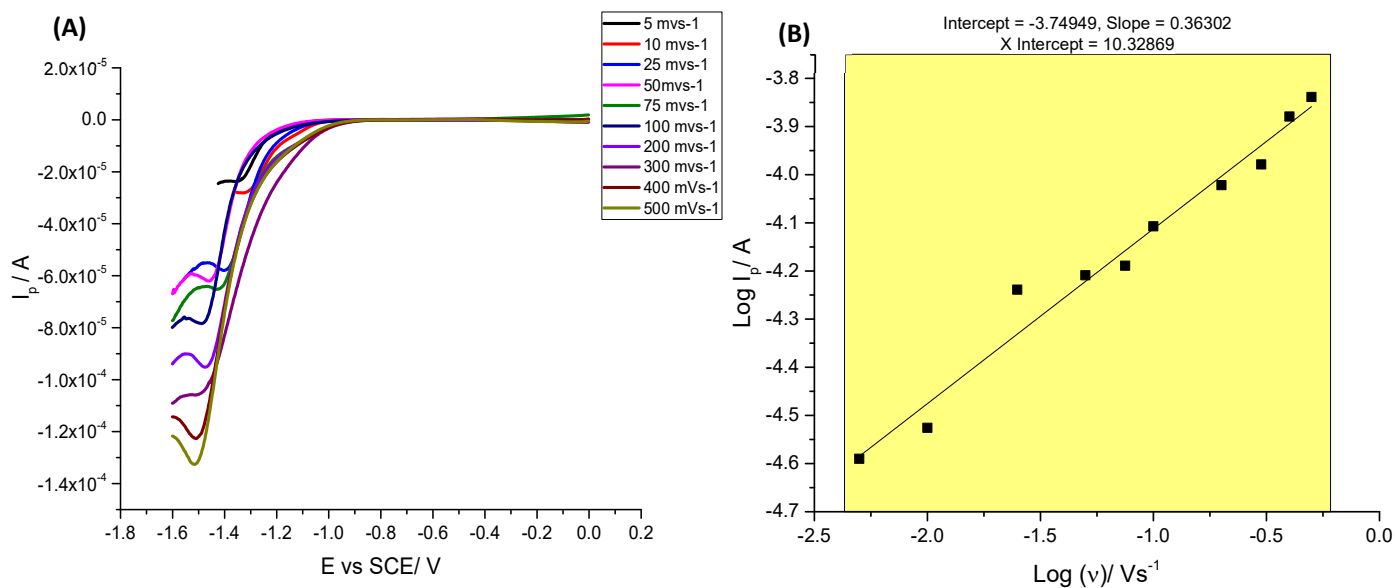 (A)
5 mvs-1
10 mvs-1
25 mvs-1
50mvs-1
75 mvs-1
100 mvs-1
200 mvs-1
300 mvs-1
400 mVs-1
500 mVs-1
2.0x10⁻⁵
0.0
-2.0x10⁻⁵
-4.0x10⁻⁵
-6.0x10⁻⁵
-8.0x10⁻⁵
-1.0x10⁻⁴
-1.2x10⁻⁴
-1.4x10⁻⁴
I_p/ A
-1.8 -1.6 -1.4 -1.2 -1.0 -0.8 -0.6 -0.4 -0.2 0.0 0.2
E vs SCE/ V
(B)
Intercept = -3.74949, Slope = 0.36302
X Intercept = 10.32869
-3.8
-3.9
-4.0
-4.1
-4.2
-4.3
-4.4
-4.5
-4.6
-4.7
Log I_p/ A
-2.5 -2.0 -1.5 -1.0 -0.5 0.0
Log (ν)/ Vs⁻¹